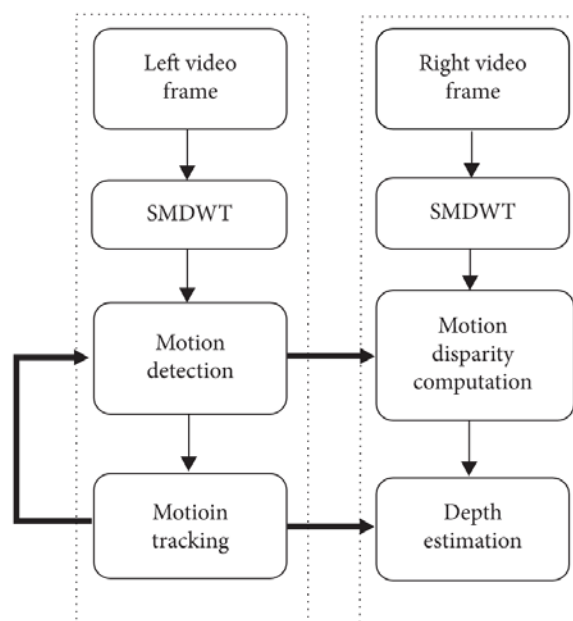 Left video
frame
SMDWT
Motion
detection
Motioin
tracking
Right video
frame
SMDWT
Motion
disparity
computation
Depth
estimation